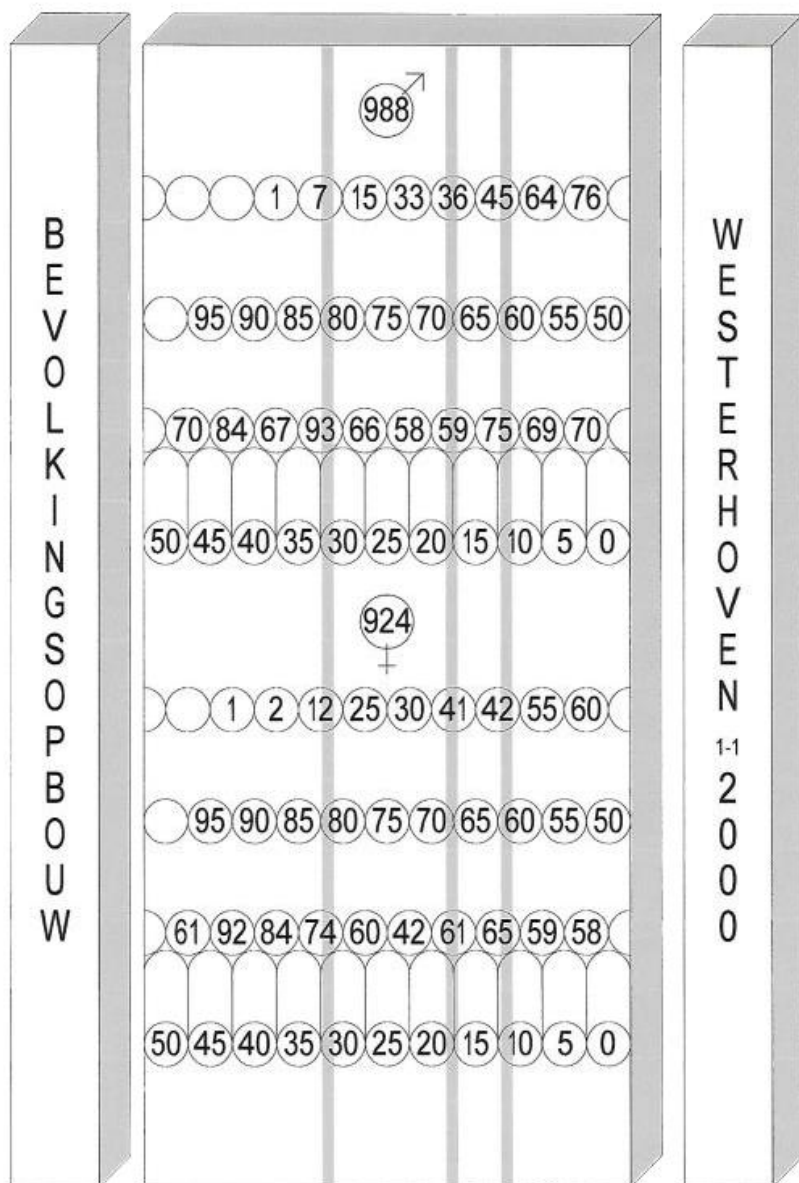 BEVOLKINGSOPBOUW
988
1 7 15 33 36 45 64 76
95 90 85 80 75 70 65 60 55 50
70 84 67 93 66 58 59 75 69 70
50 45 40 35 30 25 20 15 10 5 0
924
1 2 12 25 30 41 42 55 60
95 90 85 80 75 70 65 60 55 50
61 92 84 74 60 42 61 65 59 58
50 45 40 35 30 25 20 15 10 5 0
WESTERHOVEN 1-1 2000